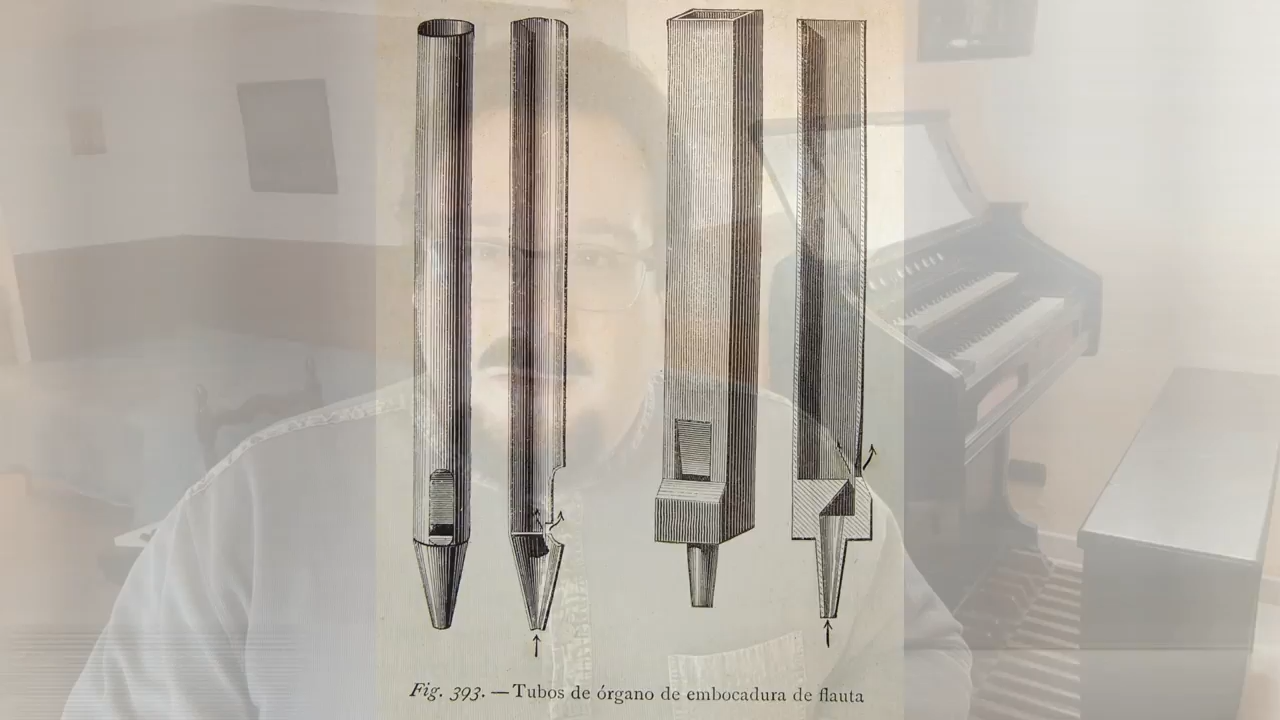 Fig. 393. — Tubos de órgano de embocadura de flauta